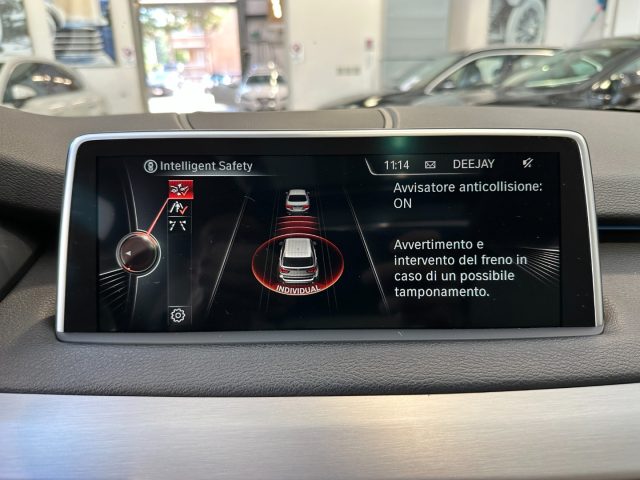 Intelligent Safety
11:14
DEEJAY
Avvisatore anticollisione:
ON
Avvertimento e
intervento del freno in
caso di un possibile
tamponamento.
INDIVIDUAL